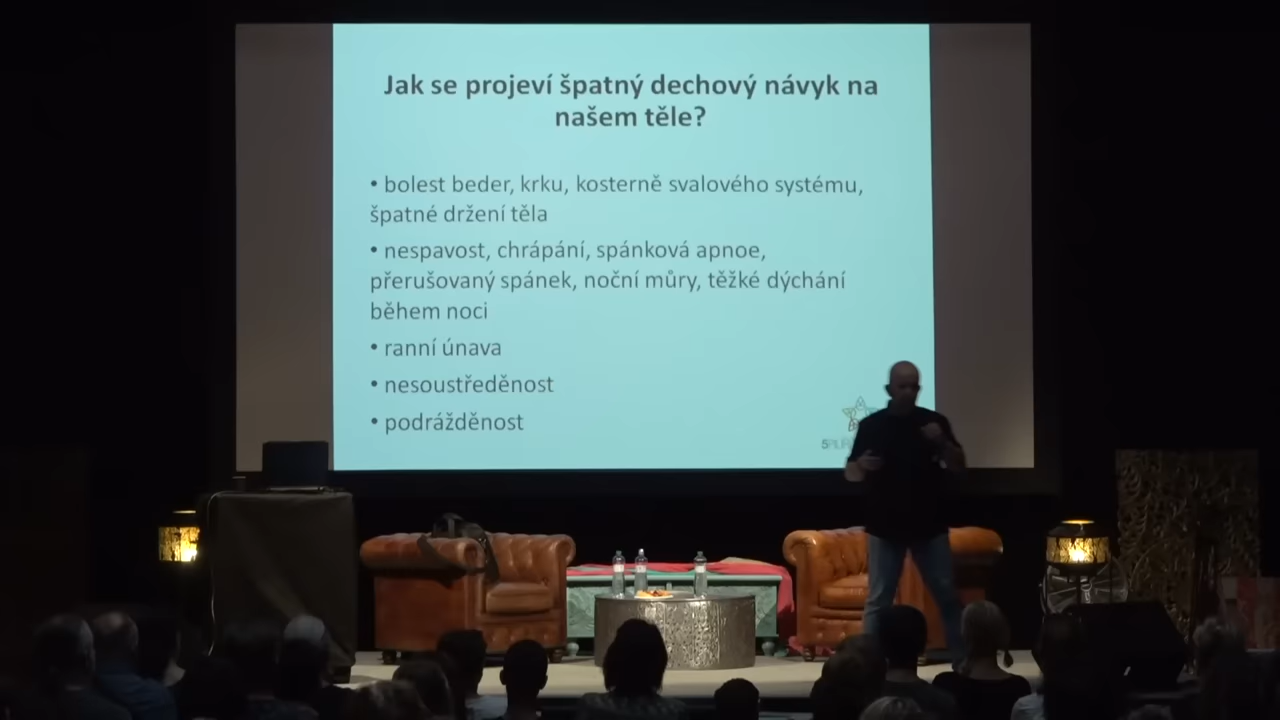 Jak se projeví špatný dechový návyk na
našem těle?
• bolest beder, krku, kosterně svalového systému,
špatné držení těla
• nespavost, chrápání, spánková apnoe,
přerušovaný spánek, noční můry, těžké dýchání
během noci
• ranní únava
• nesoustředěnost
• podrážděnost